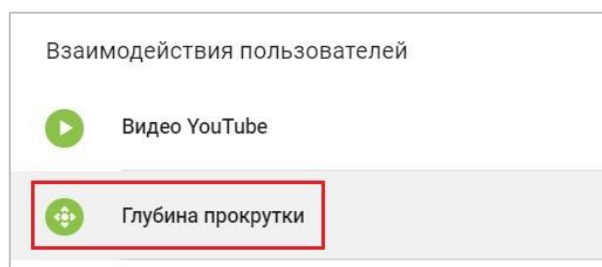 Взаимодействия пользователей
Видео YouTube
Глубина прокрутки